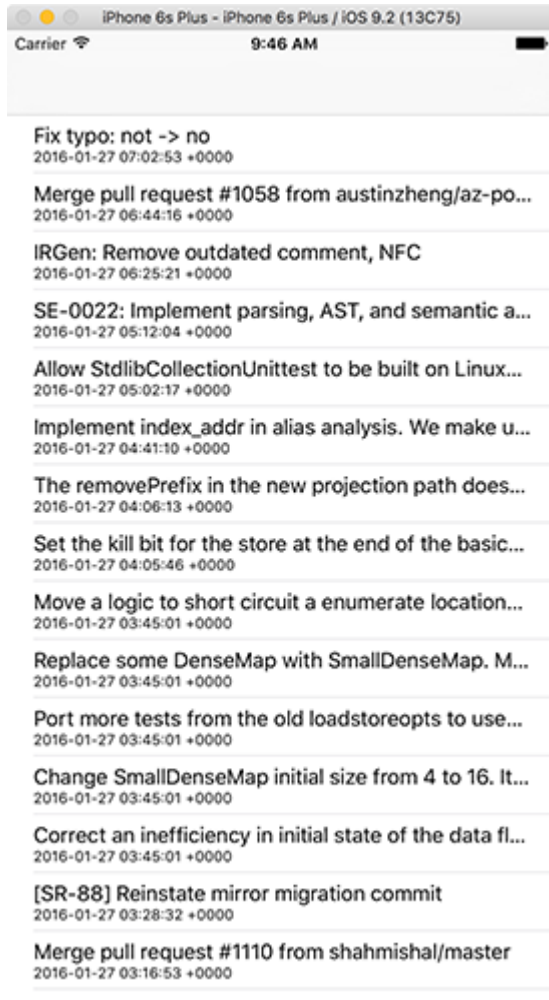 iPhone 6s Plus - iPhone 6s Plus / iOS 9.2 (13C75)
Carrier 9:46 AM
Fix typo: not -> no
2016-01-27 07:02:53 +0000
Merge pull request #1058 from austinzheng/az-po...
2016-01-27 06:44:16 +0000
IRGen: Remove outdated comment, NFC
2016-01-27 06:25:21 +0000
SE-0022: Implement parsing, AST, and semantic a...
2016-01-27 05:12:04 +0000
Allow StdlibCollectionUnittest to be built on Linux...
2016-01-27 05:02:17 +0000
Implement index_addr in alias analysis. We make u...
2016-01-27 04:41:10 +0000
The removePrefix in the new projection path does...
2016-01-27 04:06:13 +0000
Set the kill bit for the store at the end of the basic...
2016-01-27 04:05:46 +0000
Move a logic to short circuit a enumerate location...
2016-01-27 03:45:01 +0000
Replace some DenseMap with SmallDenseMap. M...
2016-01-27 03:45:01 +0000
Port more tests from the old loadstoreopts to use...
2016-01-27 03:45:01 +0000
Change SmallDenseMap initial size from 4 to 16. It...
2016-01-27 03:45:01 +0000
Correct an inefficiency in initial state of the data fl...
2016-01-27 03:45:01 +0000
[SR-88] Reinstate mirror migration commit
2016-01-27 03:28:32 +0000
Merge pull request #1110 from shahmishal/master
2016-01-27 03:16:53 +0000